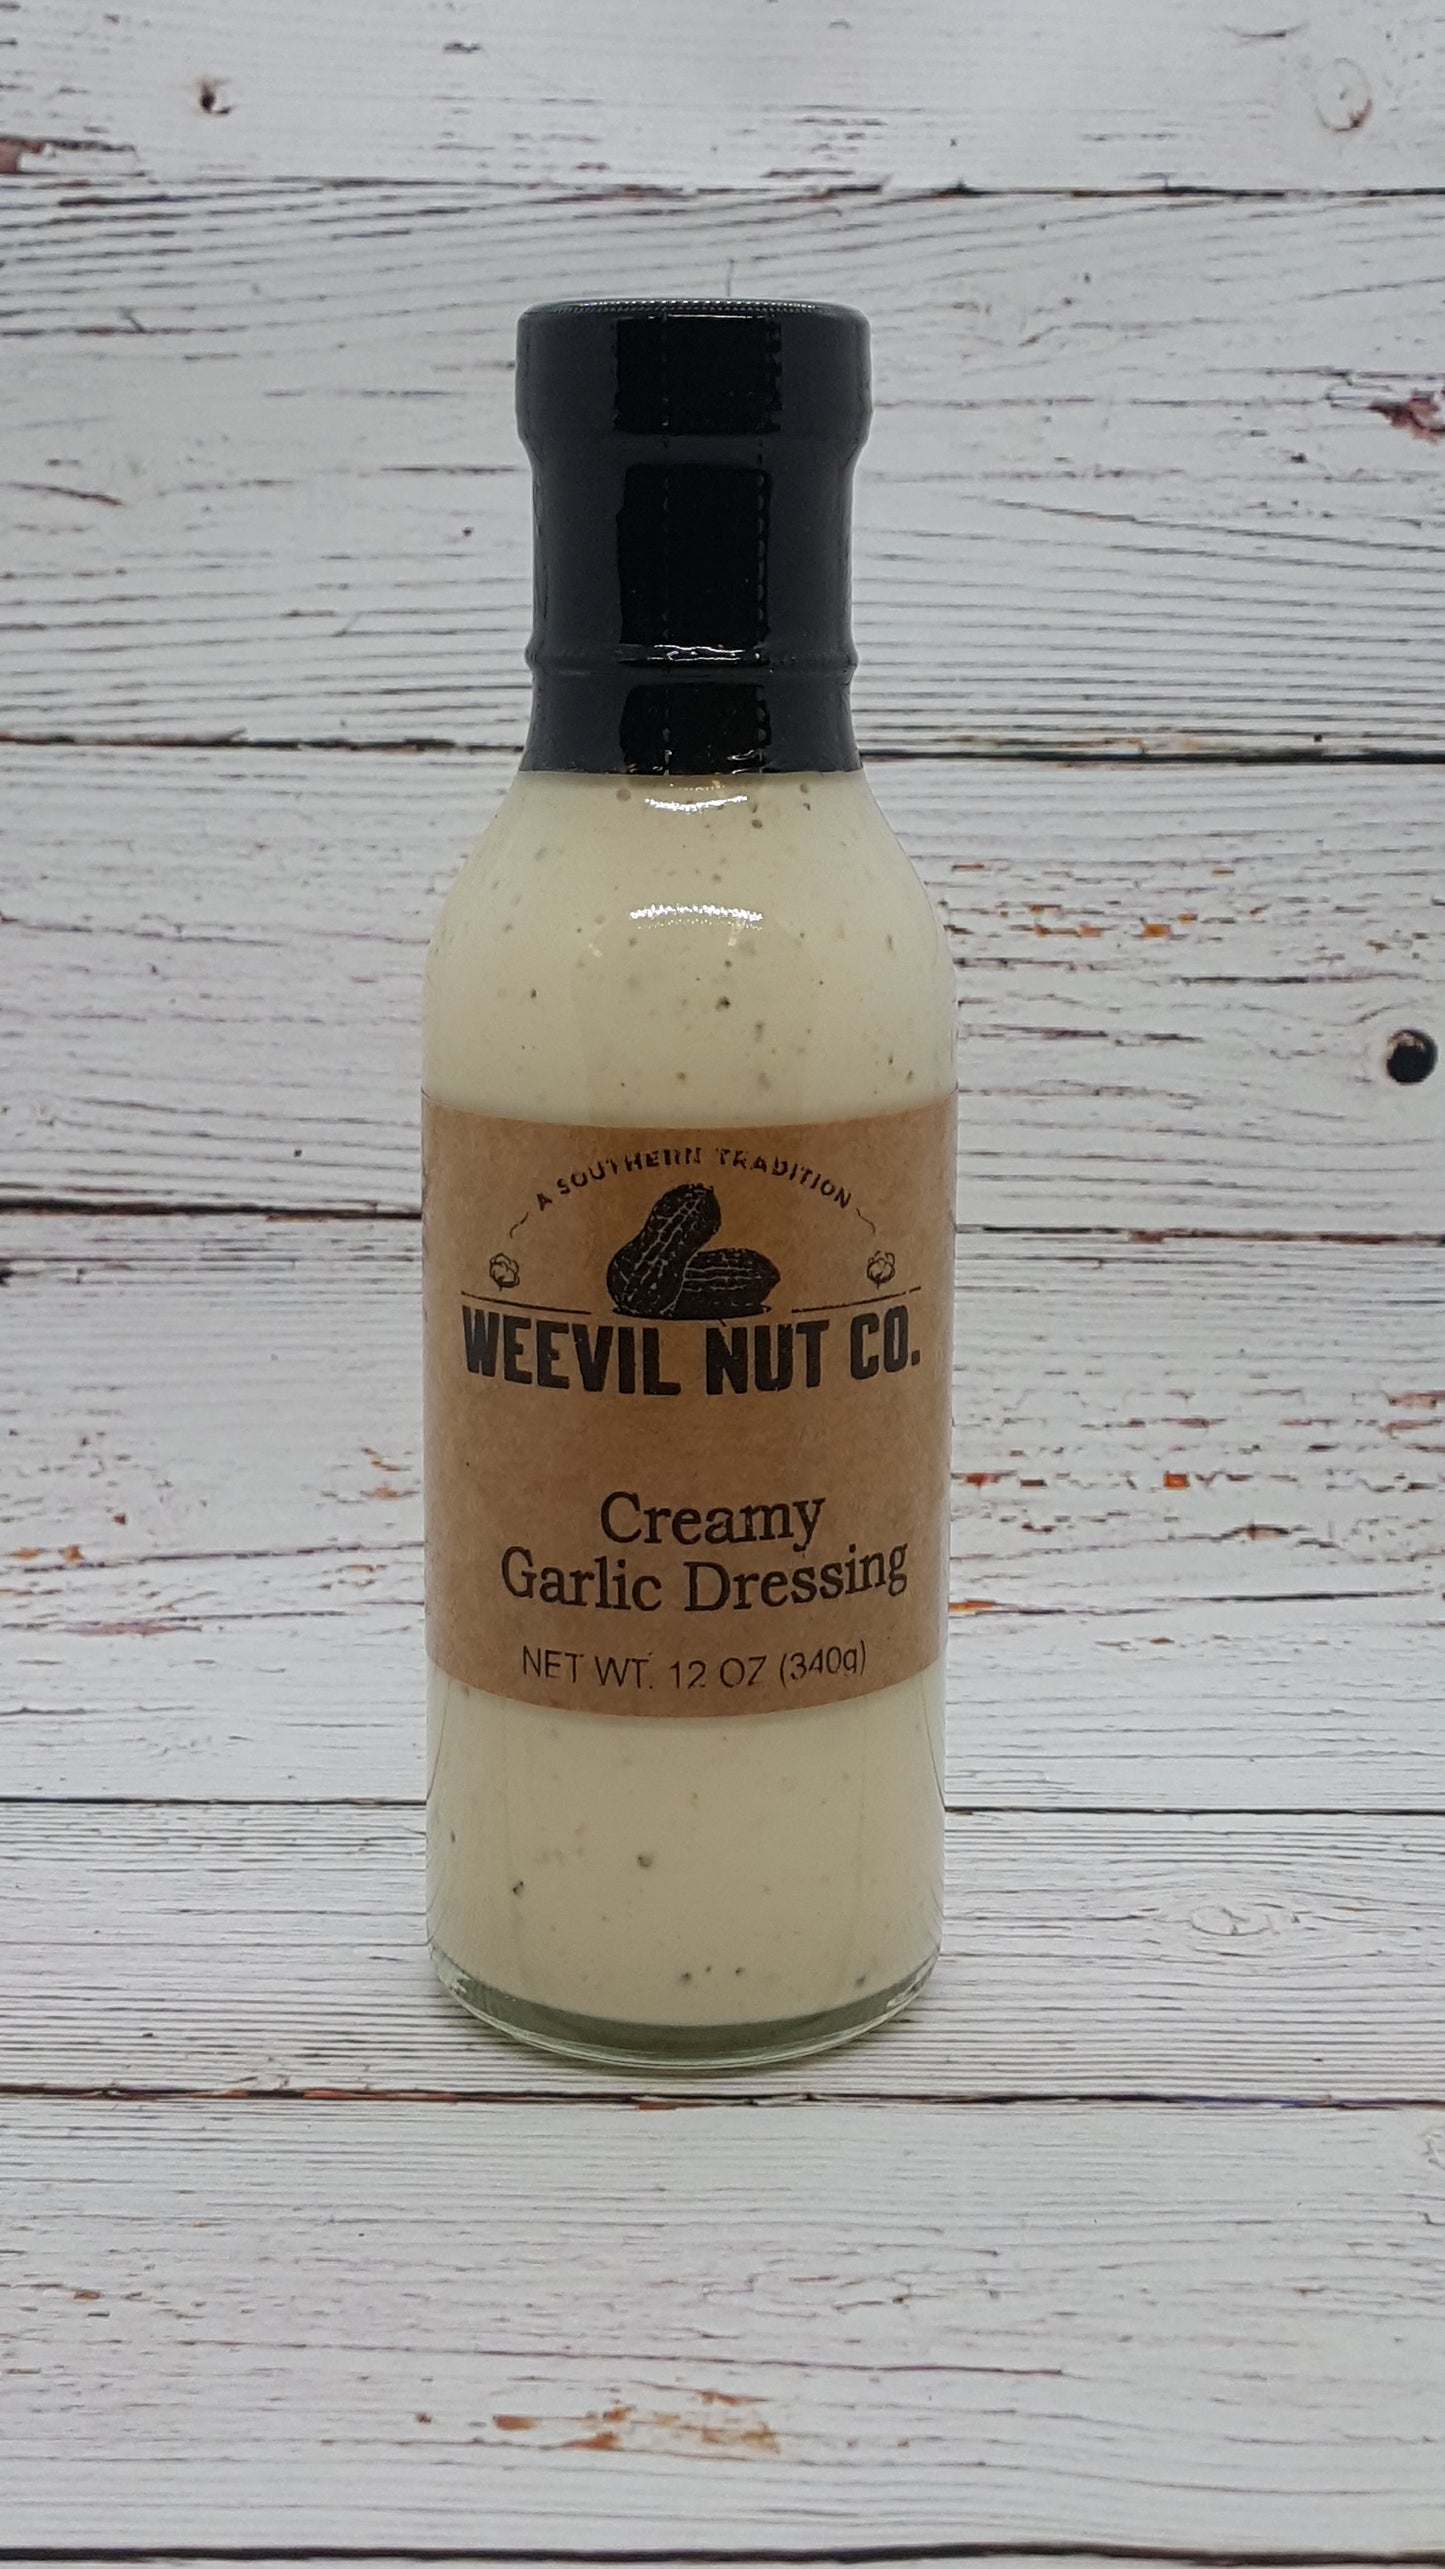 A SOUTHERN TRADITION
WEEVIL NUT CO.
Creamy
Garlic Dressing
NET WT. 12 OZ (340g)